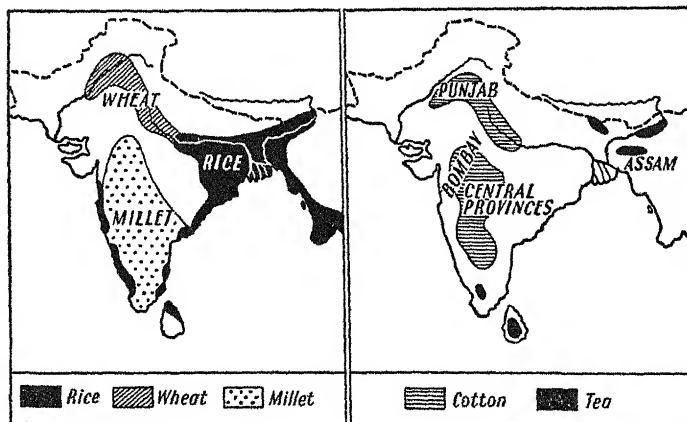 WHEAT
RICE
MILLET
Rice Wheat Millet
PUNJAB
BOMBAY
ASSAM
CENTRAL
PROVINCES
Cotton Tea